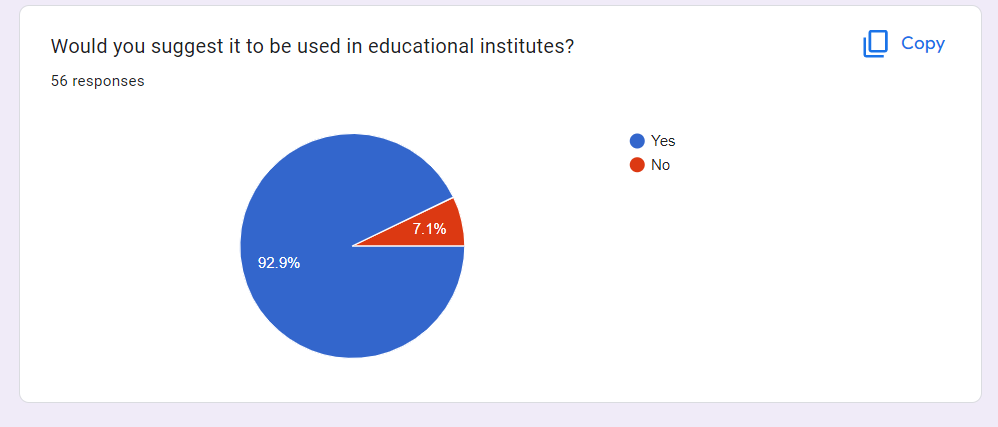 Would you suggest it to be used in educational institutes?
Copy
56 responses
Yes
No
7.1%
92.9%